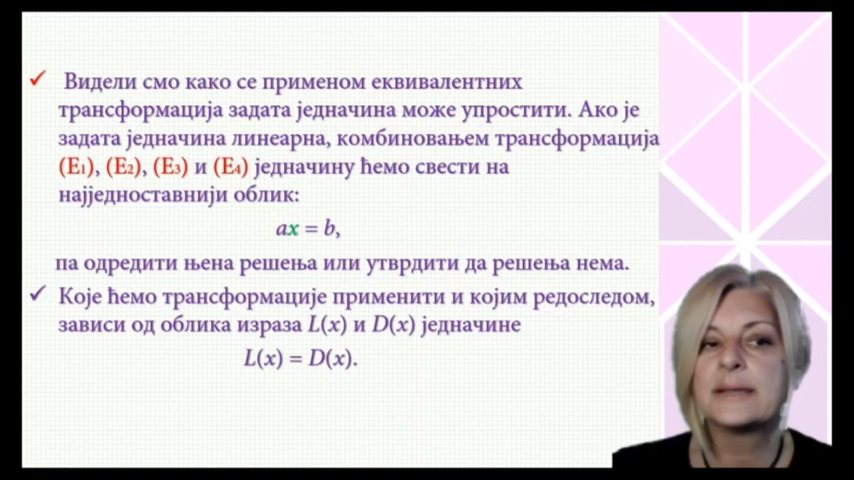 Видели смо како се применом еквивалентних
трансформација задата једначина може упростити. Ако је
задата једначина линеарна, комбиновањем трансформација
(E₁), (E₂), (E₃) и (E₄) једначину ћемо свести на
најједноставнији облик:
ax = b,
па одредити њена решења или утврдити да решења нема.
Које ћемо трансформације применити и којим редоследом,
зависи од облика израза L(x) и D(x) једначине
L(x) = D(x).